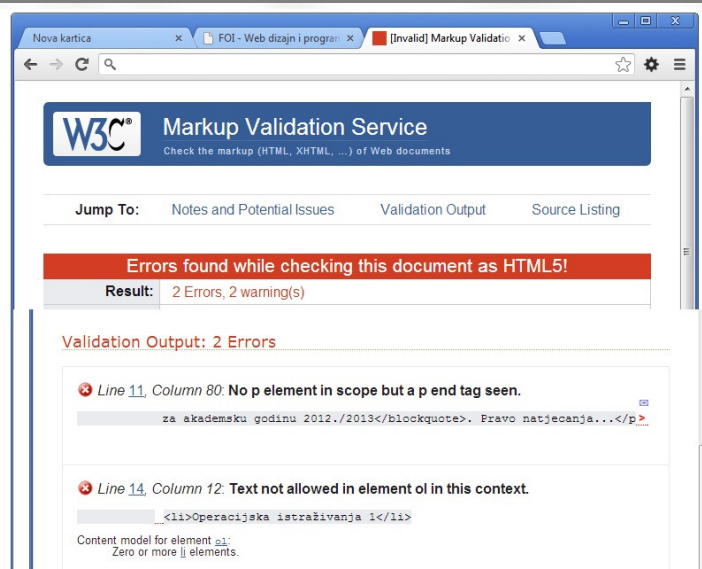 Nova kartica
FOI - Web dizajn i program
[Invalid] Markup Validatio
W3C®
Markup Validation Service
Check the markup (HTML, XHTML, ...) of Web documents
Jump To: Notes and Potential Issues Validation Output Source Listing
Errors found while checking this document as HTML5!
Result: 2 Errors, 2 warning(s)
Validation Output: 2 Errors
Line 11, Column 80: No p element in scope but a p end tag seen.
za akademsku godinu 2012./2013</blockquote>. Pravo natjecanja...</p>
Line 14, Column 12: Text not allowed in element ol in this context.
<li>Operacijska istraživanja 1</li>
Content model for element ol:
Zero or more li elements.